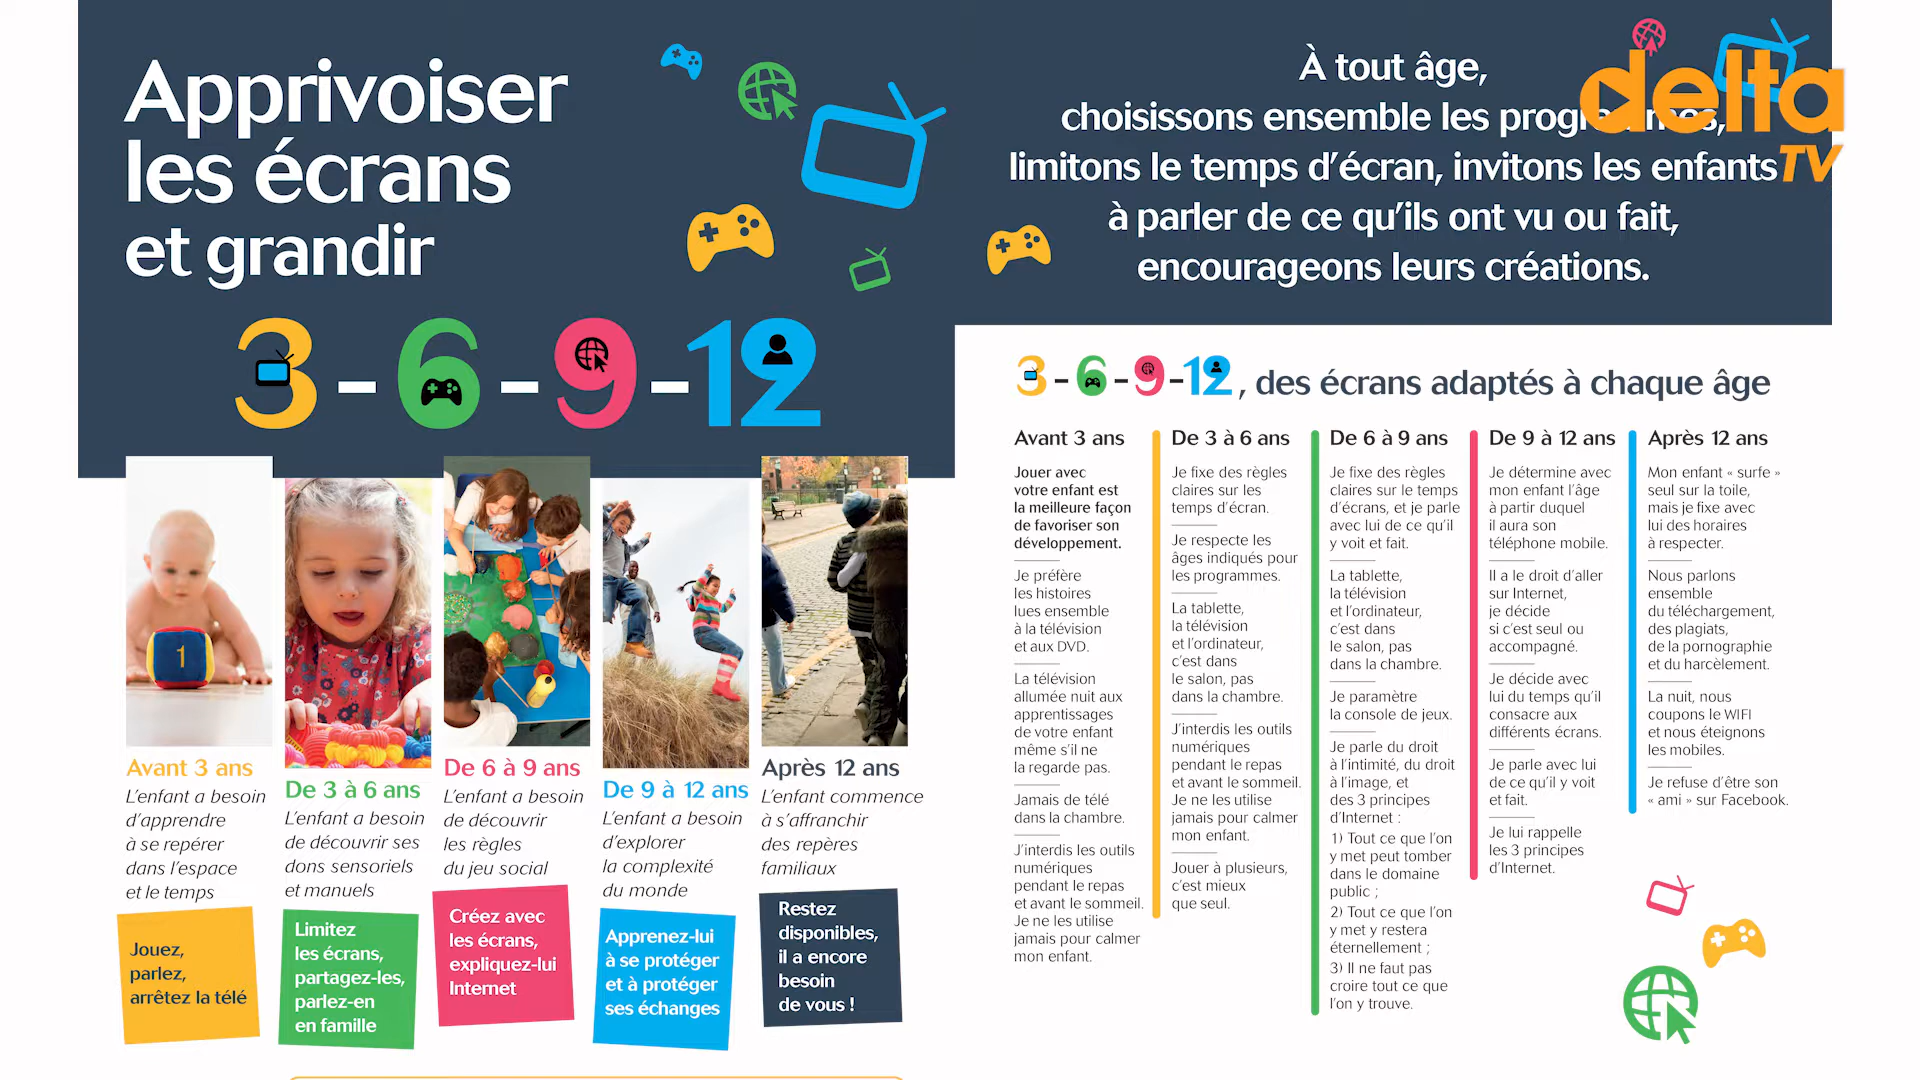 Apprivoiser
les écrans
et grandir
3-6-9-12
Avant 3 ans
L'enfant a besoin
d'apprendre
à se repérer
dans l'espace
et le temps
Jouez,
parlez,
arrêtez la télé
De 3 à 6 ans
L'enfant a besoin
de découvrir ses
dons sensoriels
et manuels
Limitez
les écrans,
partagez-les,
parlez-en
en famille
De 6 à 9 ans
L'enfant a besoin
de découvrir
les règles
du jeu social
Créez avec
les écrans,
expliquez-lui
Internet
De 9 à 12 ans
L'enfant a besoin
d'explorer
la complexité
du monde
Apprenez-lui
à se protéger
et à protéger
ses échanges
Après 12 ans
L'enfant commence
à s'affranchir
des repères
familiaux
Restez
disponibles,
il a encore
besoin
de vous !
1
À tout âge,
choisissons ensemble les
limitons le temps d'écran, invitons les enfants
à parler de ce qu'ils ont vu ou fait,
encourageons leurs créations.
delta
TV
3-6-9-12, des écrans adaptés à chaque âge
Avant 3 ans
Jouer avec
votre enfant est
la meilleure façon
de favoriser son
développement.
Je préfère
les histoires
lues ensemble
à la télévision
et aux DVD.
La télévision
allumée nuit aux
apprentissages
de votre enfant
même s'il ne
la regarde pas.
Jamais de télé
dans la chambre.
J'interdis les outils
numériques
pendant le repas
et avant le sommeil.
Je ne les utilise
jamais pour calmer
mon enfant.
De 3 à 6 ans
Je fixe des règles
claires sur les
temps d'écran.
Je respecte les
âges indiqués pour
les programmes.
La tablette,
la télévision
et l'ordinateur,
c'est dans
le salon, pas
dans la chambre.
J'interdis les outils
numériques
pendant le repas
et avant le sommeil.
Je ne les utilise
jamais pour calmer
mon enfant.
Jouer à plusieurs,
c'est mieux
que seul.
De 6 à 9 ans
Je fixe des règles
claires sur le temps
d'écrans, et je parle
avec lui de ce qu'il
y voit et fait.
La tablette,
la télévision
et l'ordinateur,
c'est dans
le salon, pas
dans la chambre.
Je paramètre
la console de jeux.
Je parle du droit
à l'intimité, du droit
à l'image, et
des 3 principes
d'Internet :
1) Tout ce que l'on
y met peut tomber
dans le domaine
public ;
2) Tout ce que l'on
y met y restera
éternellement ;
3) Il ne faut pas
croire tout ce que
l'on y trouve.
De 9 à 12 ans
Je détermine avec
mon enfant l'âge
à partir duquel
il aura son
téléphone mobile.
Il a le droit d'aller
sur Internet,
je décide
si c'est seul ou
accompagné.
Je décide avec
lui du temps qu'il
consacre aux
différents écrans.
Je parle avec lui
de ce qu'il y voit
et fait.
Je lui rappelle
les 3 principes
d'Internet.
Après 12 ans
Mon enfant « surfe »
seul sur la toile,
mais je fixe avec
lui des horaires
à respecter.
Nous parlons
ensemble
du téléchargement,
des plagiats,
de la pornographie
et du harcèlement.
La nuit, nous
coupons le WIFI
et nous éteignons
les mobiles.
Je refuse d'être son
« ami » sur Facebook.